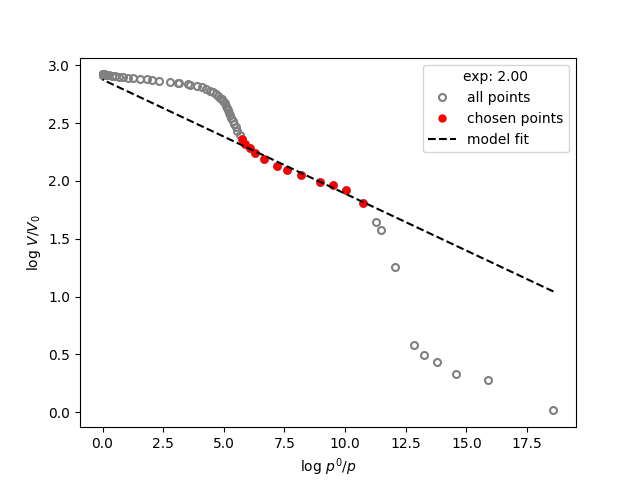 exp: 2.00
all points
chosen points
model fit
3.0
2.5
2.0
1.5
1.0
0.5
0.0
log V/V₀
0.0 2.5 5.0 7.5 10.0 12.5 15.0 17.5
log p⁰/p